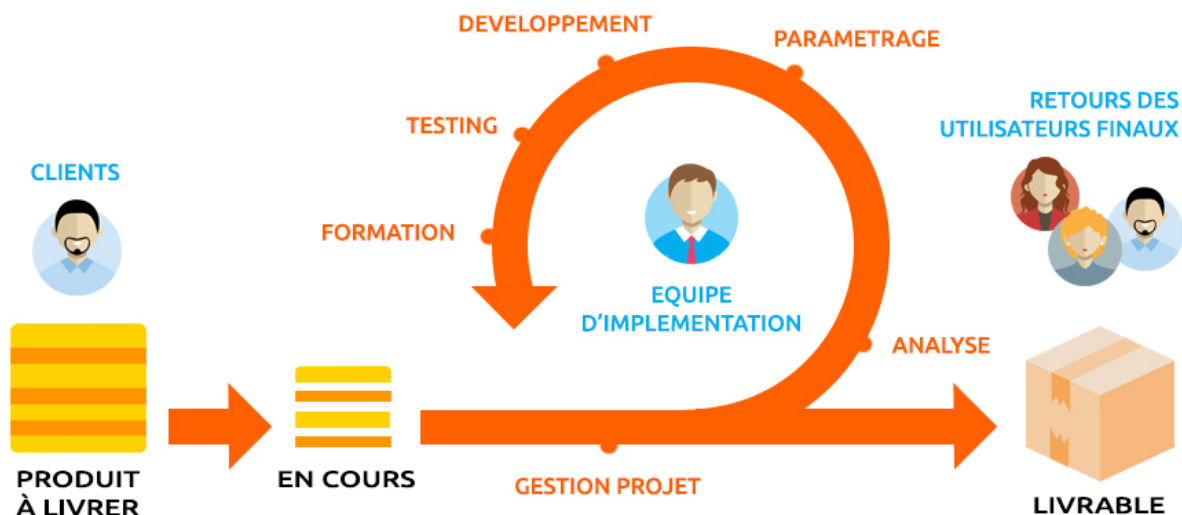 DEVELOPPEMENT
PARAMETRAGE
TESTING
RETOURS DES
UTILISATEURS FINAUX
CLIENTS
FORMATION
EQUIPE
D'IMPLEMENTATION
ANALYSE
PRODUIT
À LIVRER
EN COURS
GESTION PROJET
LIVRABLE